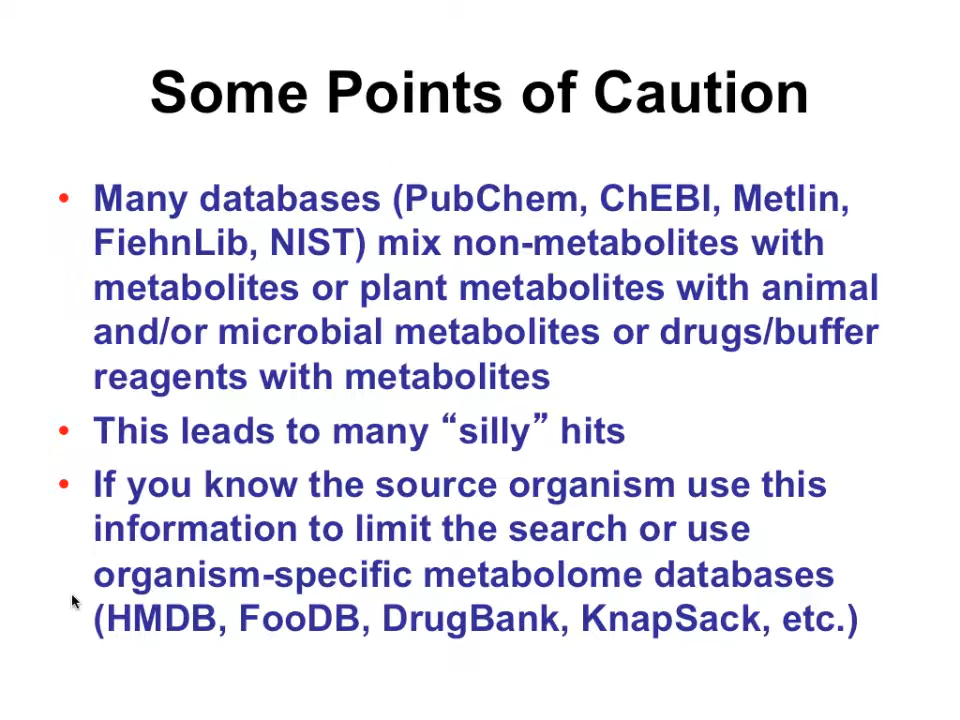 Some Points of Caution
• Many databases (PubChem, ChEBI, Metlin,
FiehnLib, NIST) mix non-metabolites with
metabolites or plant metabolites with animal
and/or microbial metabolites or drugs/buffer
reagents with metabolites
• This leads to many “silly” hits
• If you know the source organism use this
information to limit the search or use
organism-specific metabolome databases
(HMDB, FooDB, DrugBank, KnapSack, etc.)